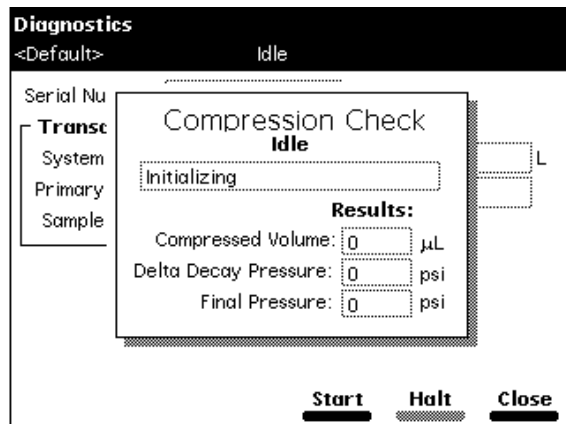 Diagnostics
<Default> Idle
Serial Nu
Transc
System
Primary
Sample
L
Compression Check
Idle
Initializing
Results:
Compressed Volume: 0 µL
Delta Decay Pressure: 0 psi
Final Pressure: 0 psi
Start Halt Close